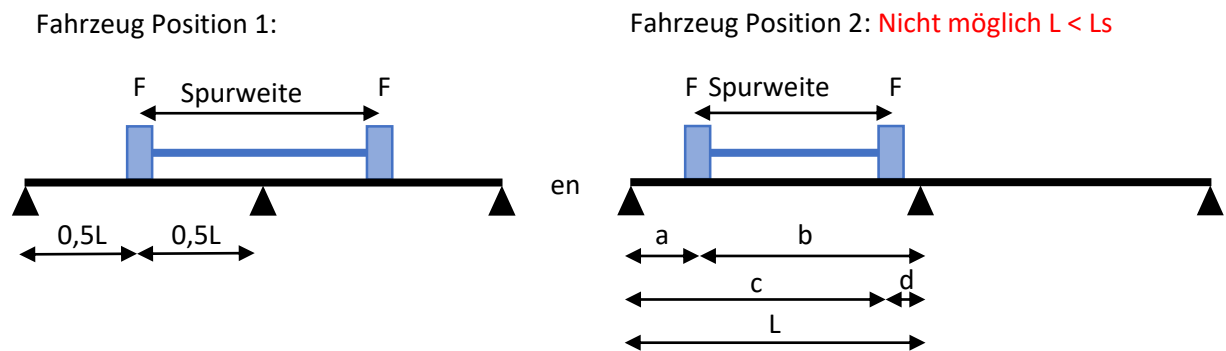 Fahrzeug Position 1:
F Spurweite F
0,5L 0,5L
en
Fahrzeug Position 2: Nicht möglich L < Ls
F Spurweite F
a b
c d
L